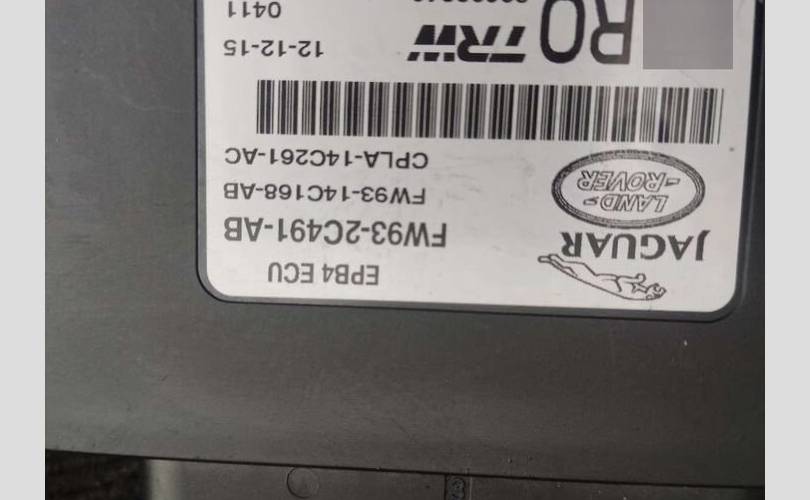 EPB4 ECU
JAGUAR
FW93-2C491-AB
LAND-
-ROVER
FW93-14C168-AB
CPLA-14C261-AC
RO TRW
12-12-15
0411